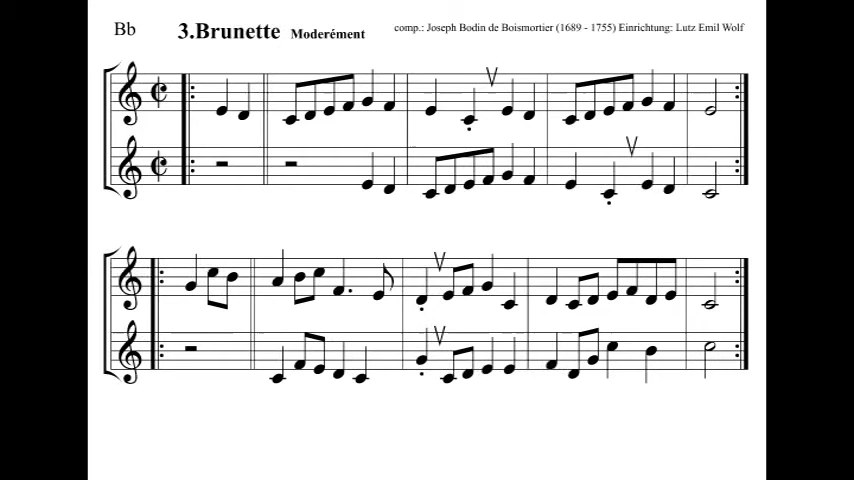 Bb 3.Brunette Moderément comp.: Joseph Bodin de Boismortier (1689 - 1755) Einrichtung: Lutz Emil Wolf